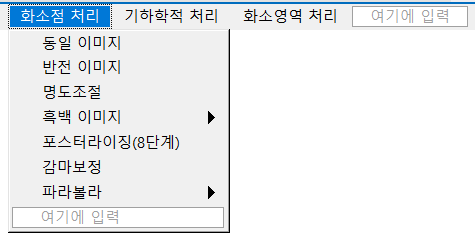 화소점 처리 기하학적 처리 화소영역 처리 여기에 입력
동일 이미지
반전 이미지
명도조절
흑백 이미지
포스터라이징(8단계)
감마보정
파라볼라
여기에 입력